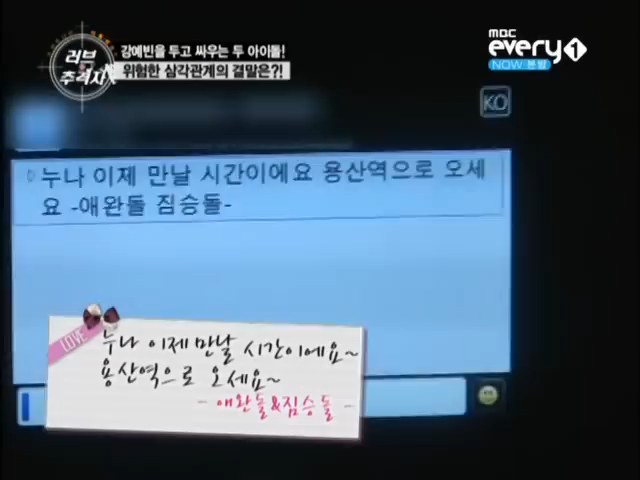 러브
추격자
강예빈을 두고 싸우는 두 아이돌!
위험한 삼각관계의 결말은?!
MBC
every1
NOW 본방
KO
누나 이제 만날 시간이에요 용산역으로 오세
요 -애완돌 짐승돌-
LOVE
누나 이제 만날 시간이에요~
용산역으로 오세요~
- 애완돌&짐승돌 -